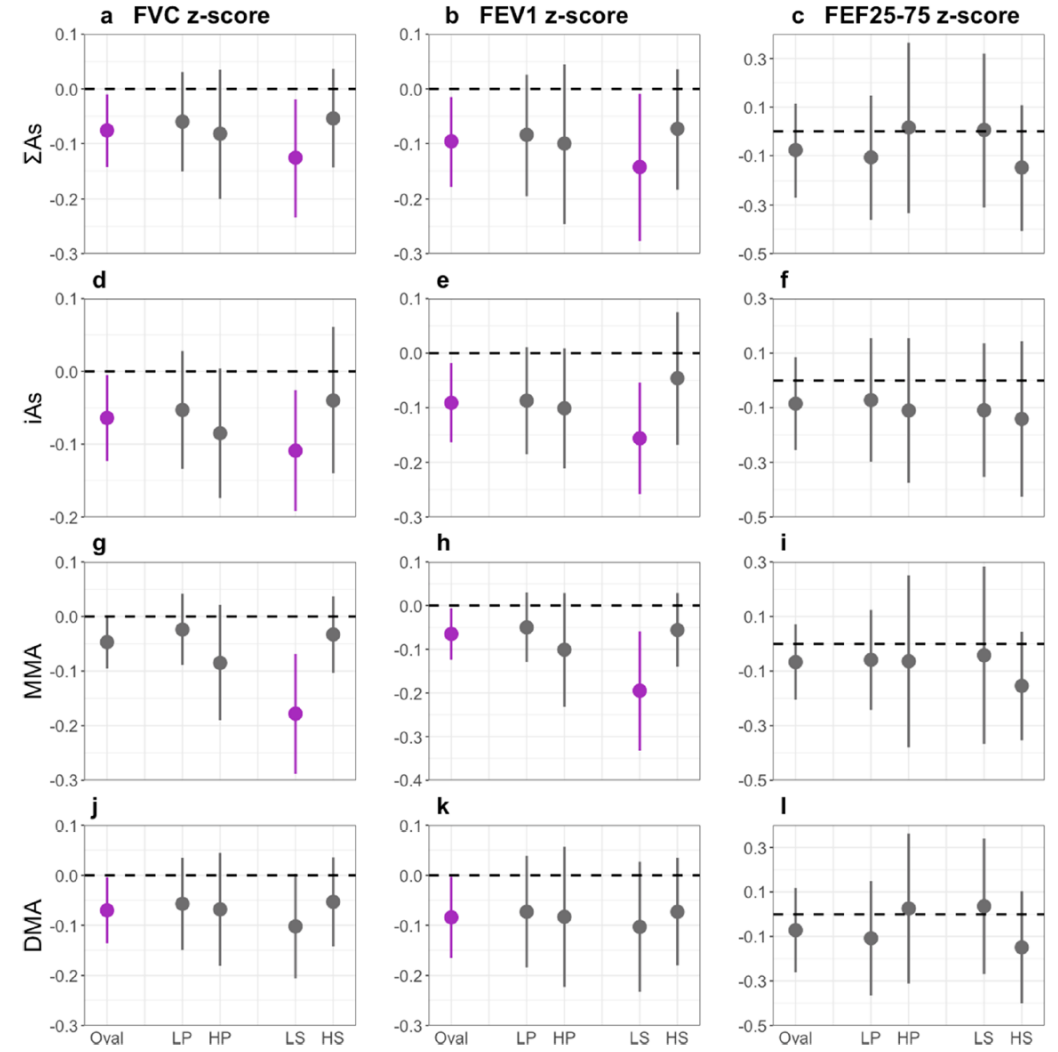 a FVC z-score b FEV1 z-score c FEF25-75 z-score
ΣAs
0.1 0.1 0.3
0.0 0.0 0.1
-0.1 -0.1 -0.1
-0.2 -0.2 -0.3
-0.3 -0.3 -0.5
d e f
iAs
0.1 0.1 0.3
0.0 0.0 0.1
-0.1 -0.1 -0.1
-0.2 -0.2 -0.3
-0.3 -0.5
g h i
MMA
0.1 0.1 0.3
0.0 0.0 0.1
-0.1 -0.1 -0.1
-0.2 -0.2 -0.3
-0.3 -0.3 -0.5
-0.4
j k l
DMA
0.1 0.1 0.3
0.0 0.0 0.1
-0.1 -0.1 -0.1
-0.2 -0.2 -0.3
-0.3 -0.3 -0.5
Oval LP HP LS HS Oval LP HP LS HS Oval LP HP LS HS